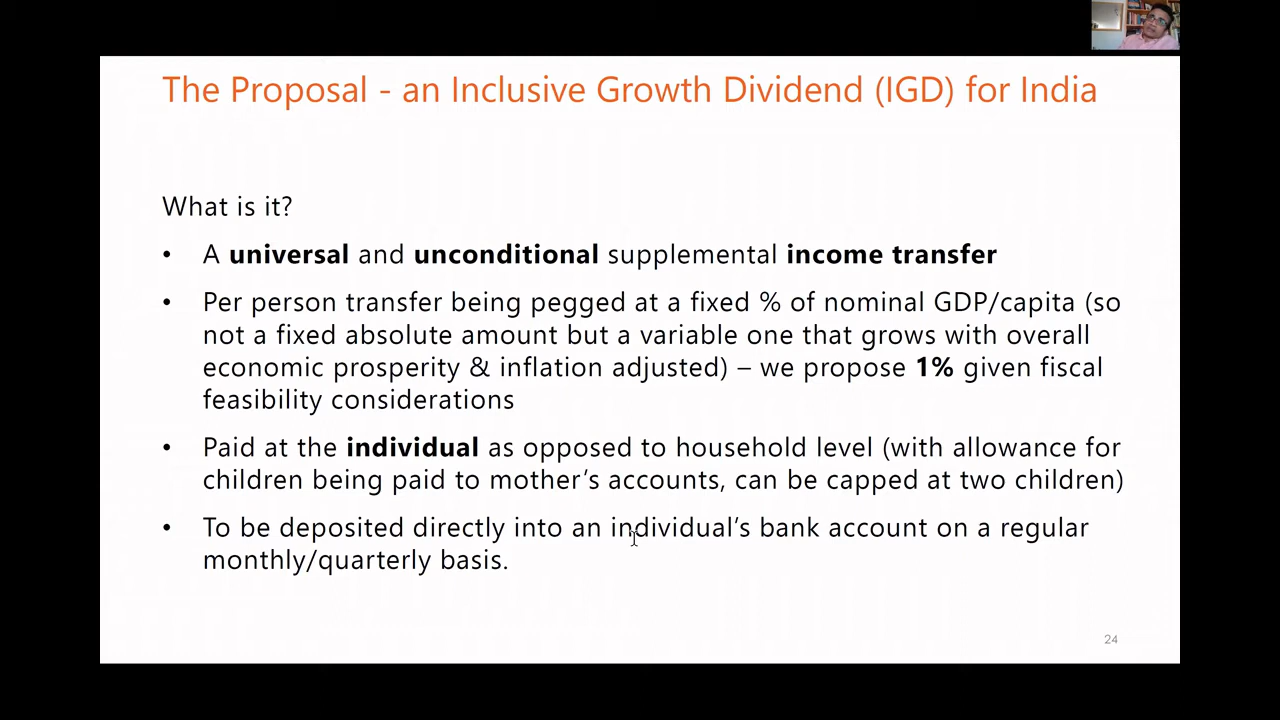 The Proposal - an Inclusive Growth Dividend (IGD) for India
What is it?
• A universal and unconditional supplemental income transfer
• Per person transfer being pegged at a fixed % of nominal GDP/capita (so
not a fixed absolute amount but a variable one that grows with overall
economic prosperity & inflation adjusted) – we propose 1% given fiscal
feasibility considerations
• Paid at the individual as opposed to household level (with allowance for
children being paid to mother’s accounts, can be capped at two children)
• To be deposited directly into an individual’s bank account on a regular
monthly/quarterly basis.
24